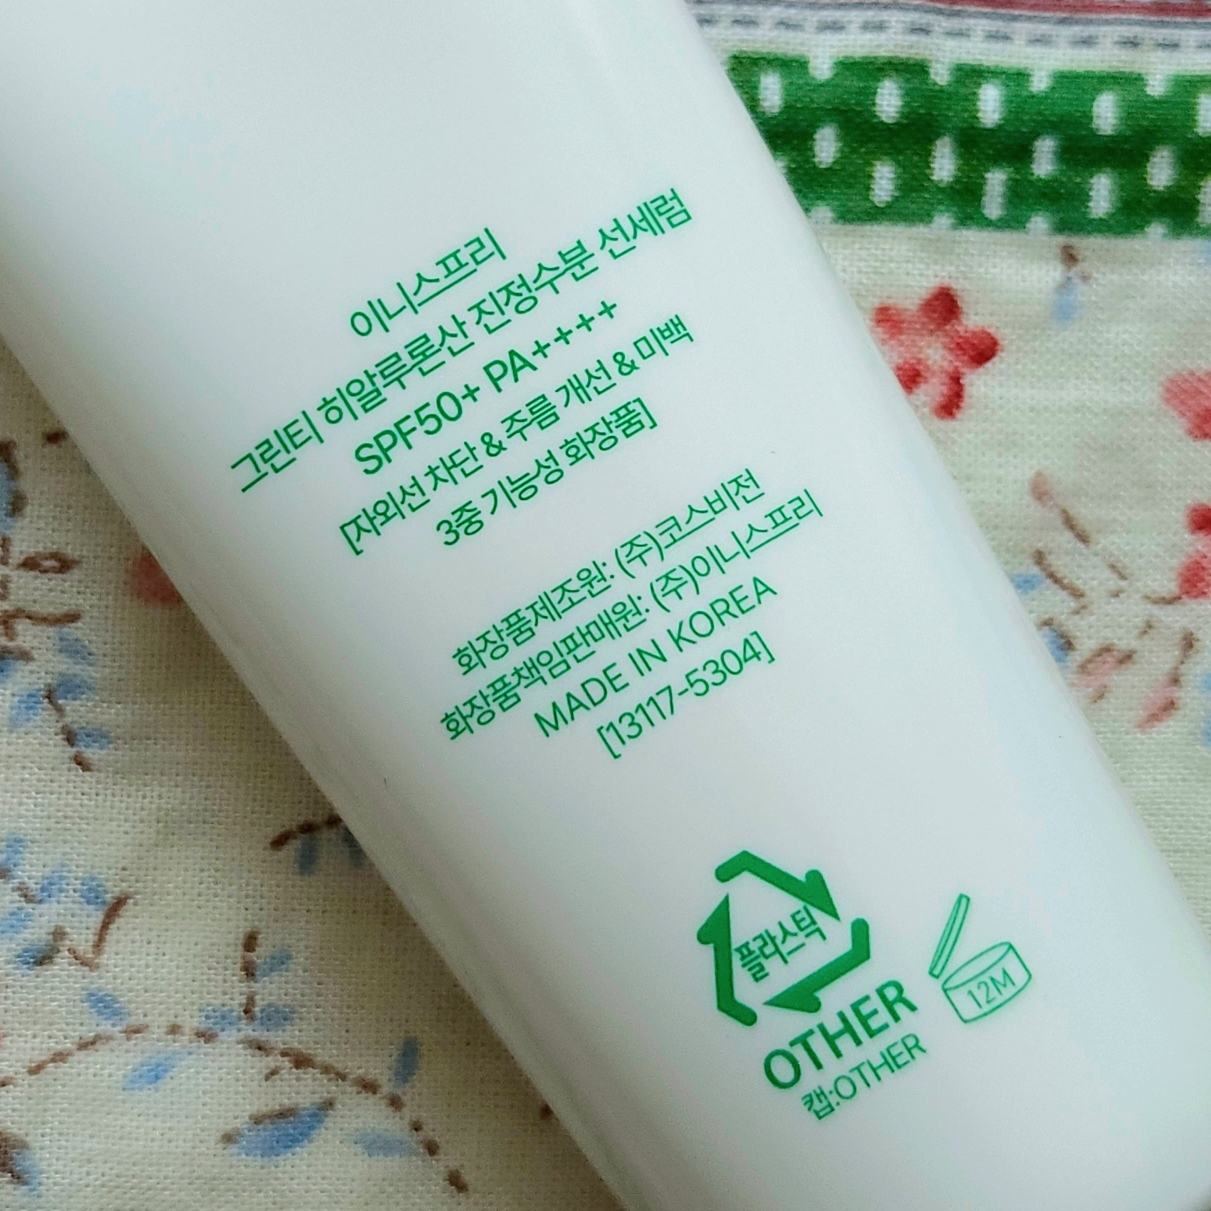 이니스프리
그린티 히알루론산 진정수분 선세럼
SPF50+ PA++++
[자외선 차단 & 주름 개선 & 미백
3중 기능성 화장품]
화장품제조원: (주)코스비전
화장품책임판매원: (주)이니스프리
MADE IN KOREA
[13117-5304]
플라스틱
OTHER
캡:OTHER
12M